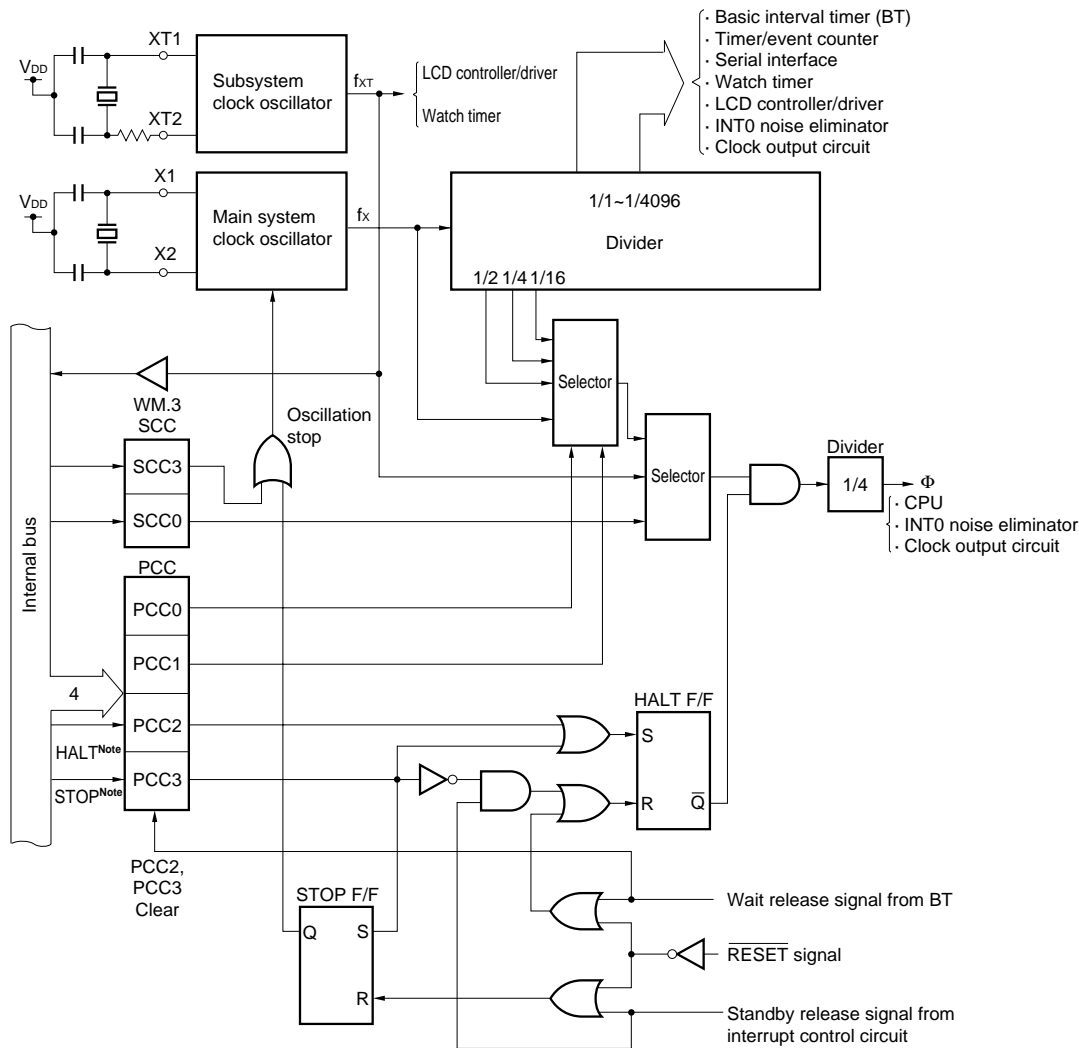 · Basic interval timer (BT)
· Timer/event counter
· Serial interface
· Watch timer
· LCD controller/driver
· INT0 noise eliminator
· Clock output circuit
XT1
VDD
XT2
Subsystem
clock oscillator
fXT
LCD controller/driver
Watch timer
X1
VDD
X2
Main system
clock oscillator
fX
1/1~1/4096
Divider
1/2 1/4 1/16
Selector
Internal bus
WM.3
SCC
SCC3
SCC0
Oscillation
stop
Selector
Divider
1/4
Φ
· CPU
· INT0 noise eliminator
· Clock output circuit
PCC
PCC0
PCC1
4
PCC2
HALTNote
PCC3
STOPNote
HALT F/F
S
R
Q̅
PCC2,
PCC3
Clear
STOP F/F
Q
S
R
Wait release signal from BT
R̅E̅S̅E̅T̅ signal
Standby release signal from
interrupt control circuit